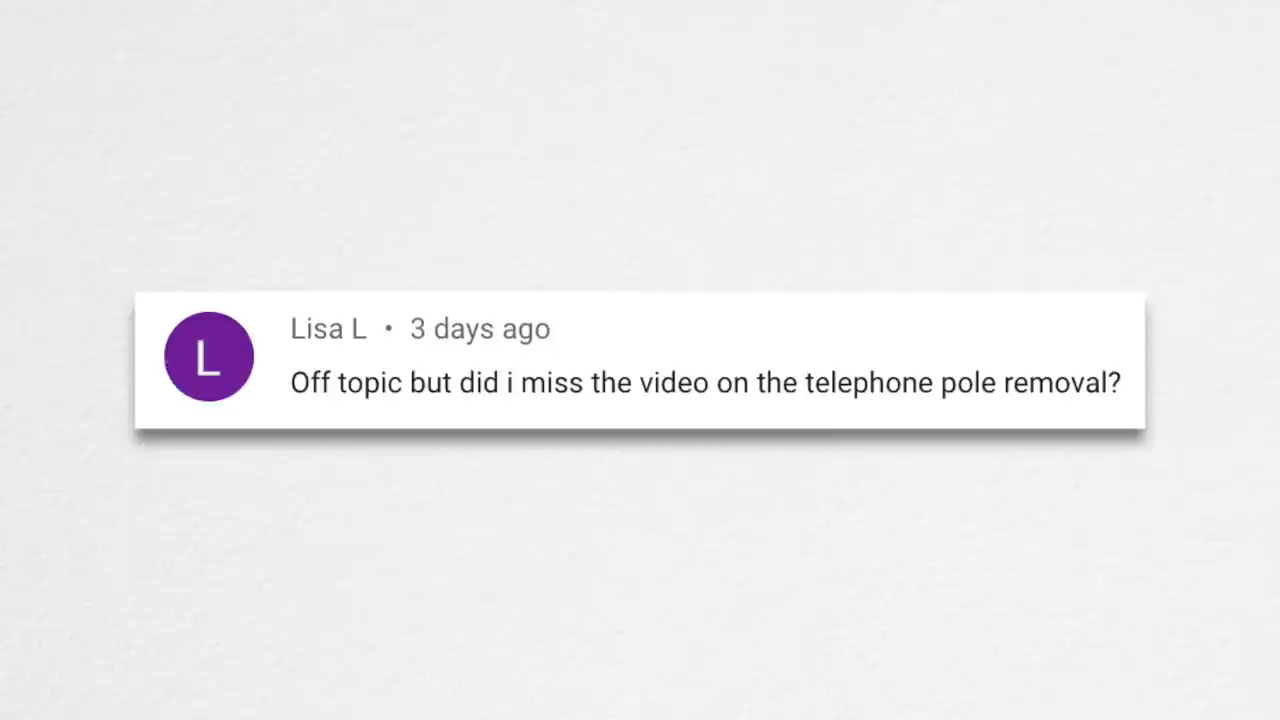 L
Lisa L • 3 days ago
Off topic but did i miss the video on the telephone pole removal?